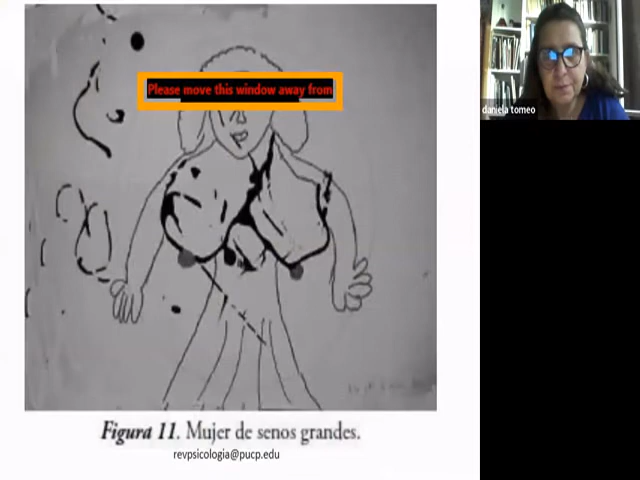 Please move this window away from
daniela tomeo
Figura 11. Mujer de senos grandes.
revpsicologia@pucp.edu